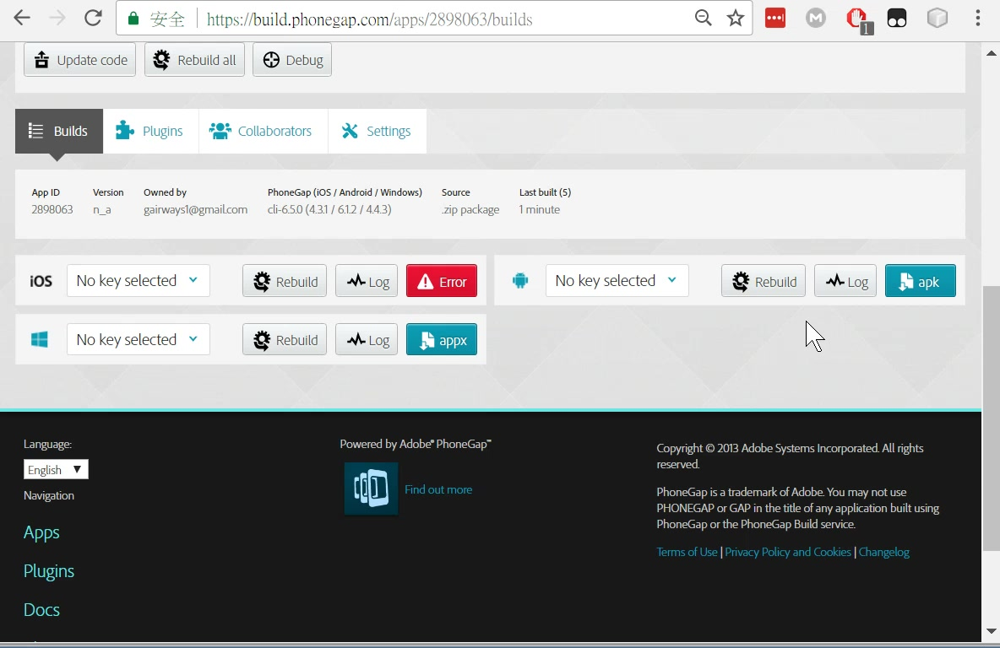 安全 https://build.phonegap.com/apps/2898063/builds
1
Update code Rebuild all Debug
Builds Plugins Collaborators Settings
App ID Version Owned by PhoneGap (iOS / Android / Windows) Source Last built (5)
2898063 n_a gairways1@gmail.com cli-6.5.0 (4.3.1 / 6.1.2 / 4.4.3) .zip package 1 minute
iOS No key selected Rebuild Log Error No key selected Rebuild Log apk
No key selected Rebuild Log appx
Language:
English
Navigation
Apps
Plugins
Docs
Powered by Adobe® PhoneGap™
Find out more
Copyright © 2013 Adobe Systems Incorporated. All rights
reserved.
PhoneGap is a trademark of Adobe. You may not use
PHONEGAP or GAP in the title of any application built using
PhoneGap or the PhoneGap Build service.
Terms of Use | Privacy Policy and Cookies | Changelog